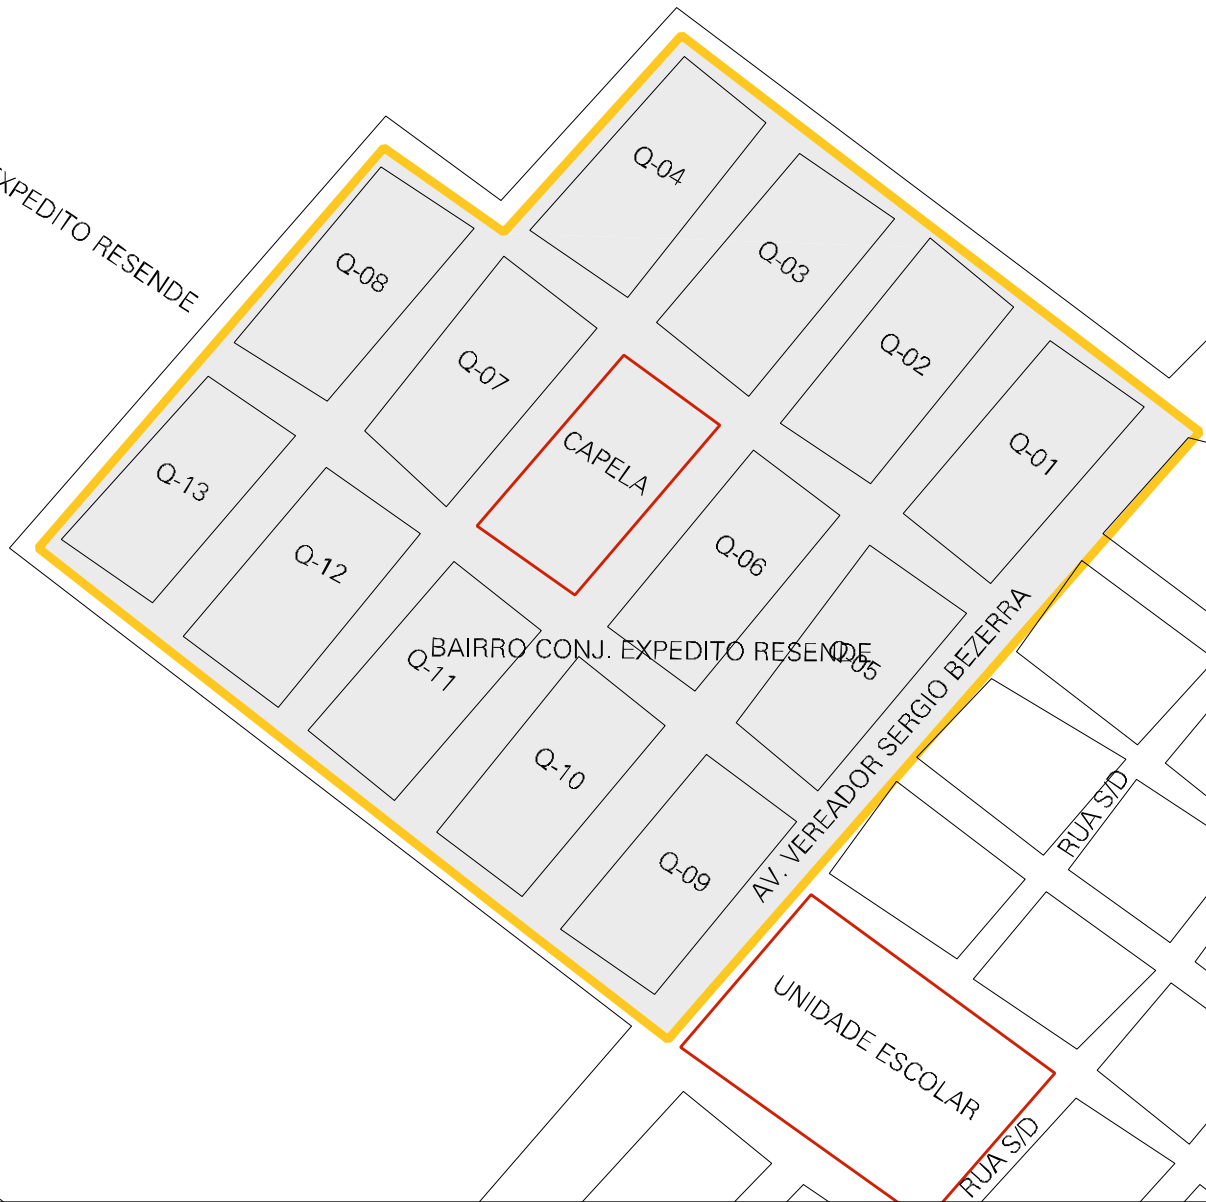 Q-04
EXPEDITO RESENDE
Q-03
Q-08
Q-02
Q-07
Q-01
CAPELA
Q-13
Q-06
Q-12
BAIRRO CONJ. EXPEDITO RESENDE
Q-05
Q-11
AV. VEREADOR SERGIO BEZERRA
Q-10
RUA S/D
Q-09
UNIDADE ESCOLAR
RUA S/D